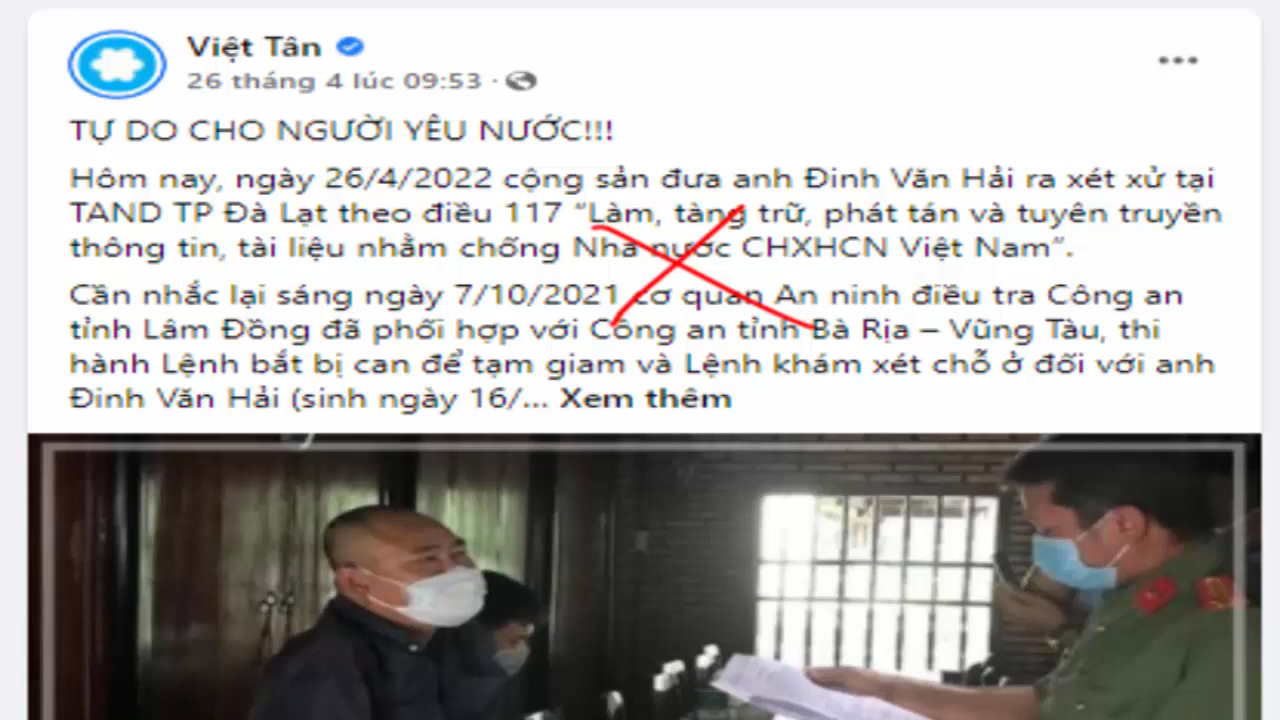 Việt Tân
26 tháng 4 lúc 09:53 ·
TỰ DO CHO NGƯỜI YÊU NƯỚC!!!
Hôm nay, ngày 26/4/2022 cộng sản đưa anh Đinh Văn Hải ra xét xử tại
TAND TP Đà Lạt theo điều 117 "Làm, tàng trữ, phát tán và tuyên truyền
thông tin, tài liệu nhằm chống Nhà nước CHXHCN Việt Nam".
Cần nhắc lại sáng ngày 7/10/2021 cơ quan An ninh điều tra Công an
tỉnh Lâm Đồng đã phối hợp với Công an tỉnh Bà Rịa – Vũng Tàu, thi
hành Lệnh bắt bị can để tạm giam và Lệnh khám xét chỗ ở đối với anh
Đinh Văn Hải (sinh ngày 16/... Xem thêm